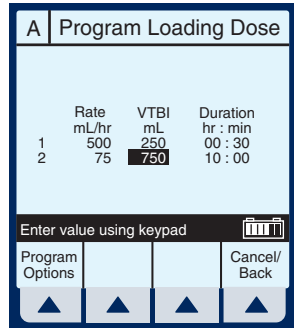 A Program Loading Dose
Rate VTBI Duration
mL/hr mL hr : min
1 500 250 00 : 30
2 75 750 10 : 00
Enter value using keypad
Program Cancel/
Options Back